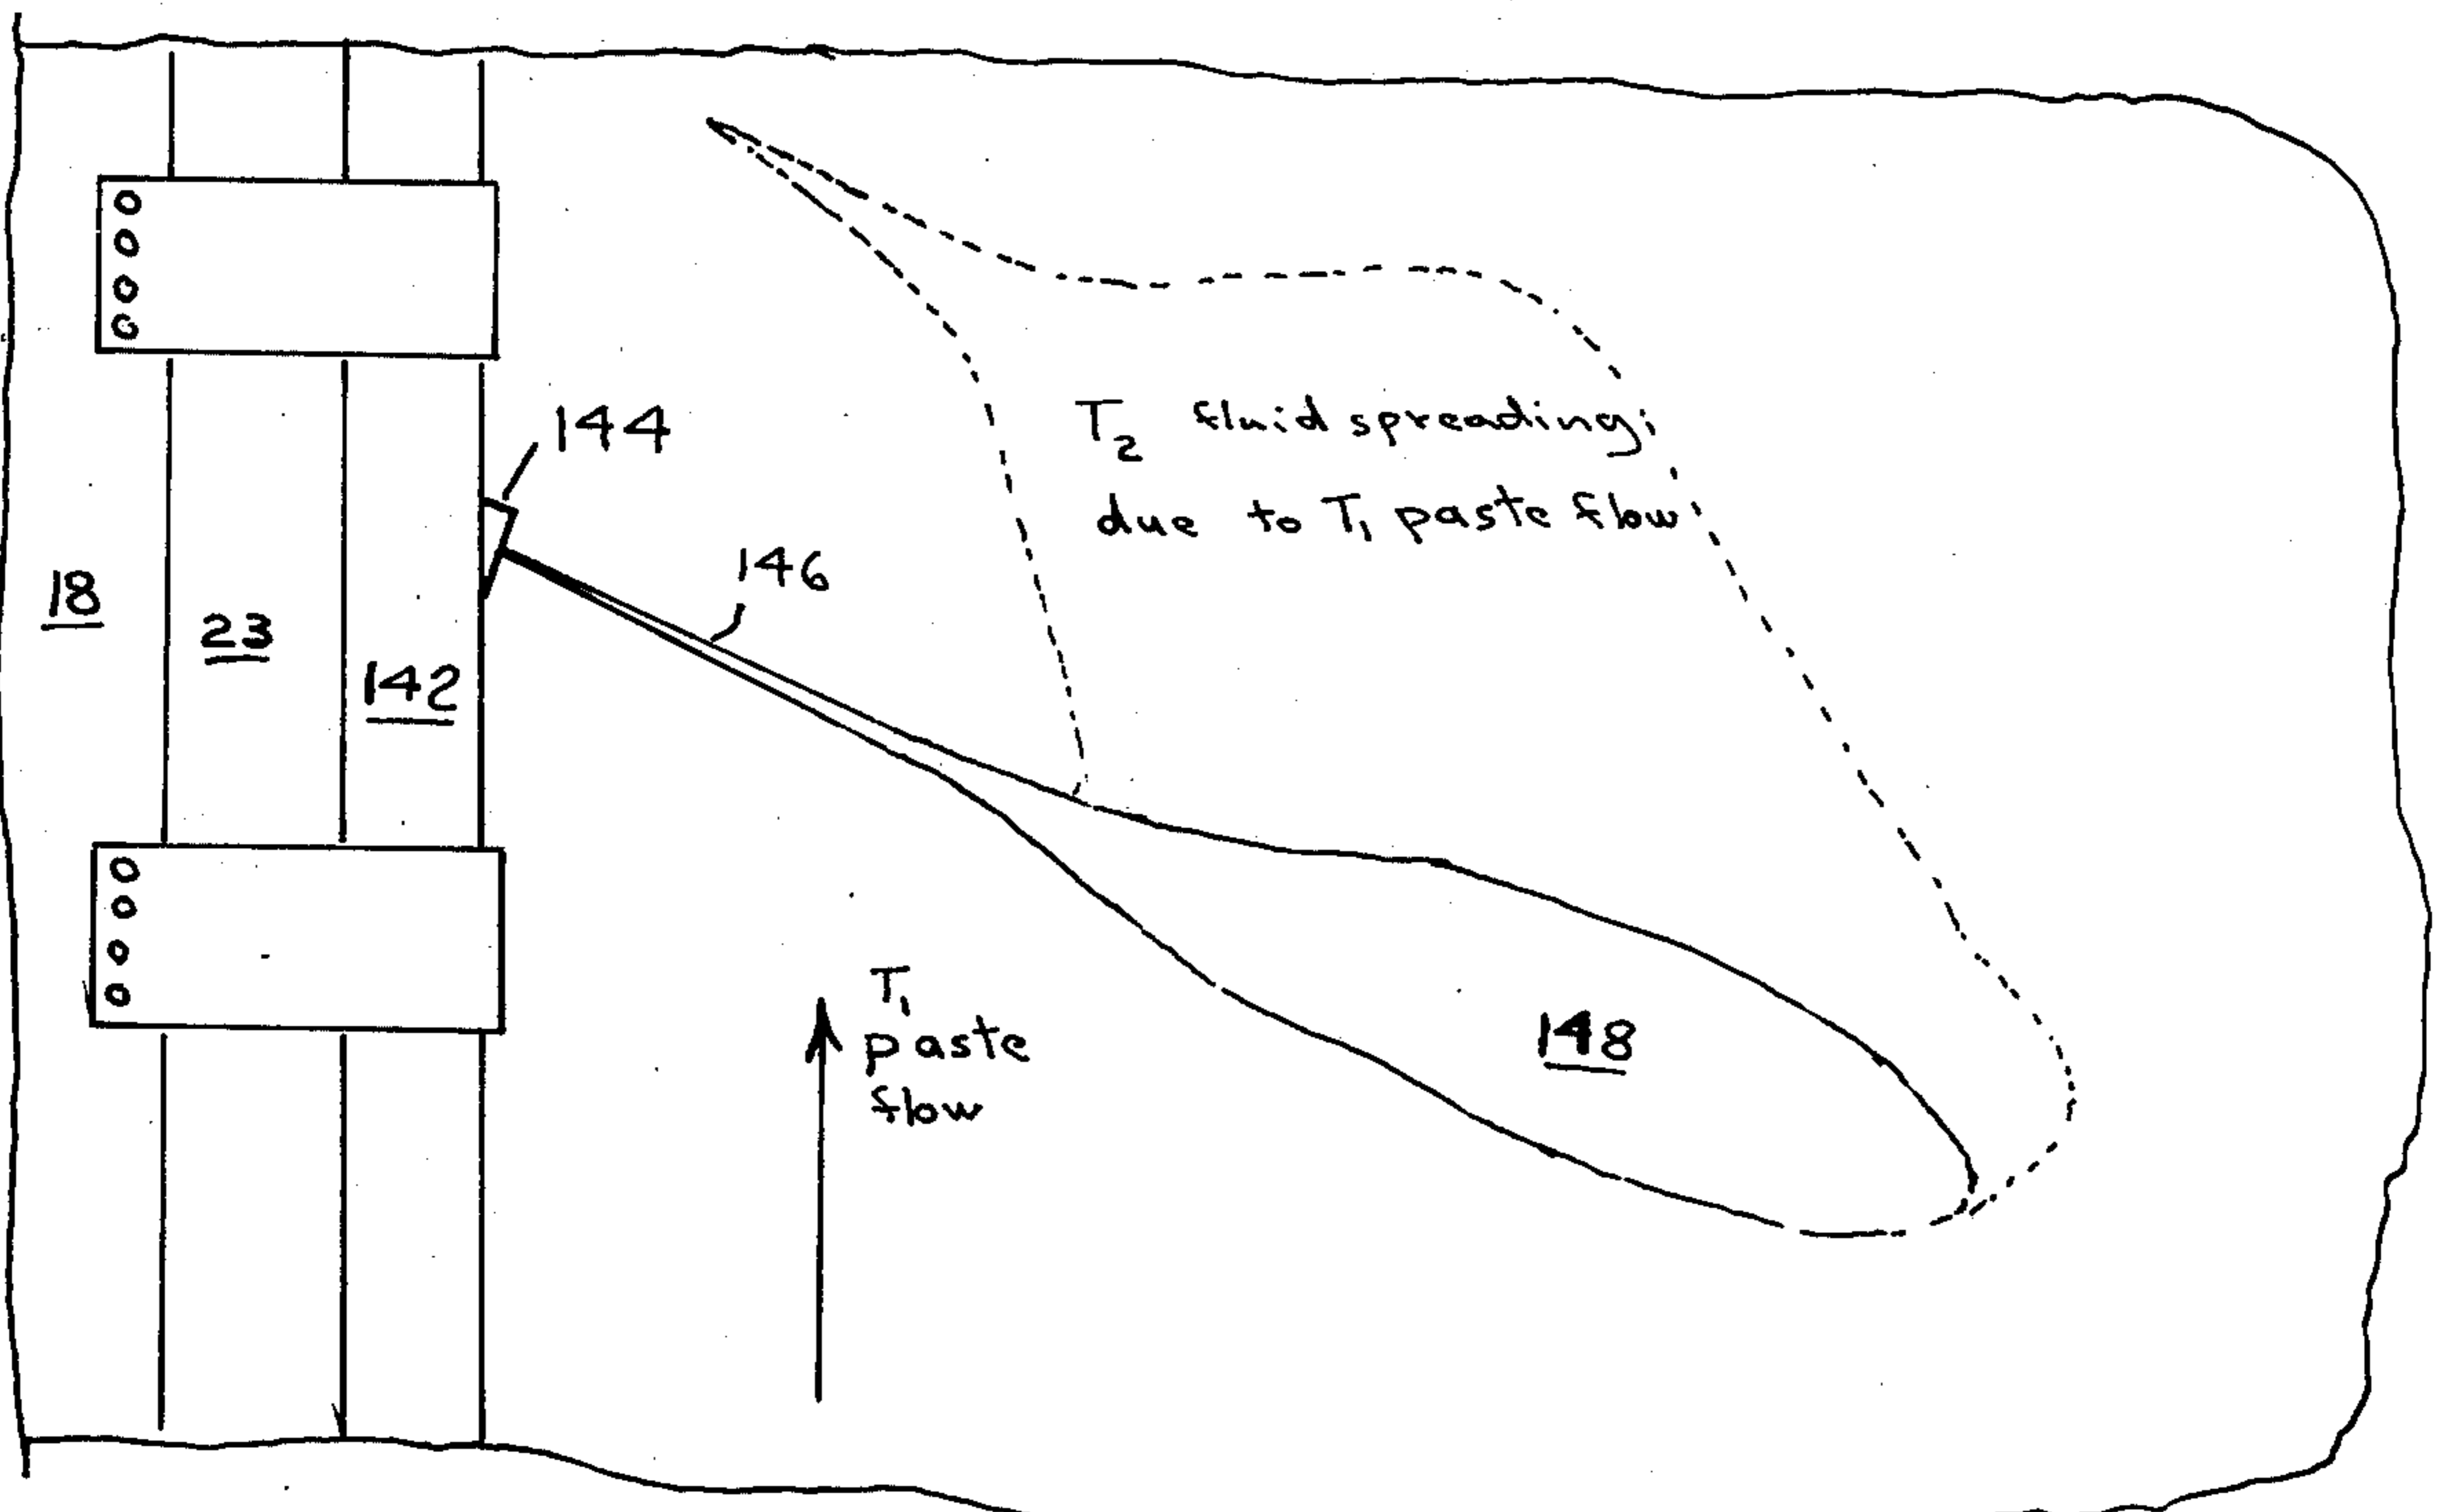 144
T₂ fluid spreading
due to T₁ paste flow
146
18
23
142
T₁
paste
flow
148